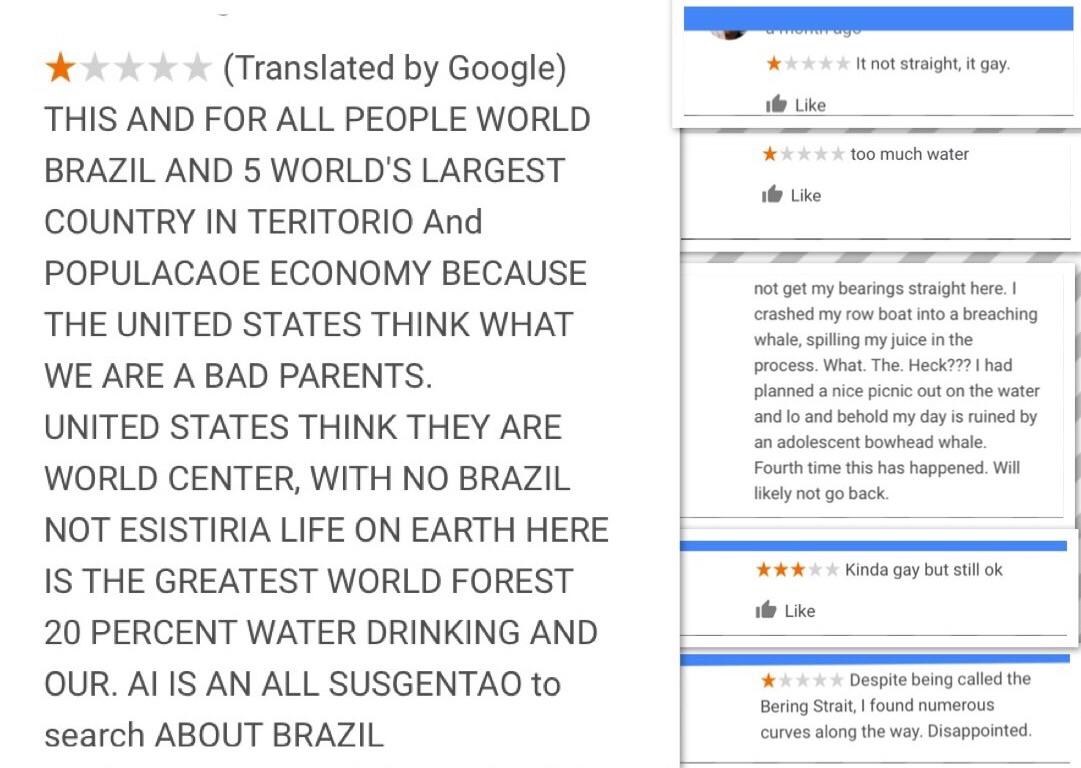 (Translated by Google)
THIS AND FOR ALL PEOPLE WORLD
BRAZIL AND 5 WORLD'S LARGEST
COUNTRY IN TERITORIO And
POPULACAOE ECONOMY BECAUSE
THE UNITED STATES THINK WHAT
WE ARE A BAD PARENTS.
UNITED STATES THINK THEY ARE
WORLD CENTER, WITH NO BRAZIL
NOT ESISTIRIA LIFE ON EARTH HERE
IS THE GREATEST WORLD FOREST
20 PERCENT WATER DRINKING AND
OUR. AI IS AN ALL SUSGENTAO to
search ABOUT BRAZIL
a month ago
It not straight, it gay.
Like
too much water
Like
not get my bearings straight here. I
crashed my row boat into a breaching
whale, spilling my juice in the
process. What. The. Heck??? I had
planned a nice picnic out on the water
and lo and behold my day is ruined by
an adolescent bowhead whale.
Fourth time this has happened. Will
likely not go back.
Kinda gay but still ok
Like
Despite being called the
Bering Strait, I found numerous
curves along the way. Disappointed.